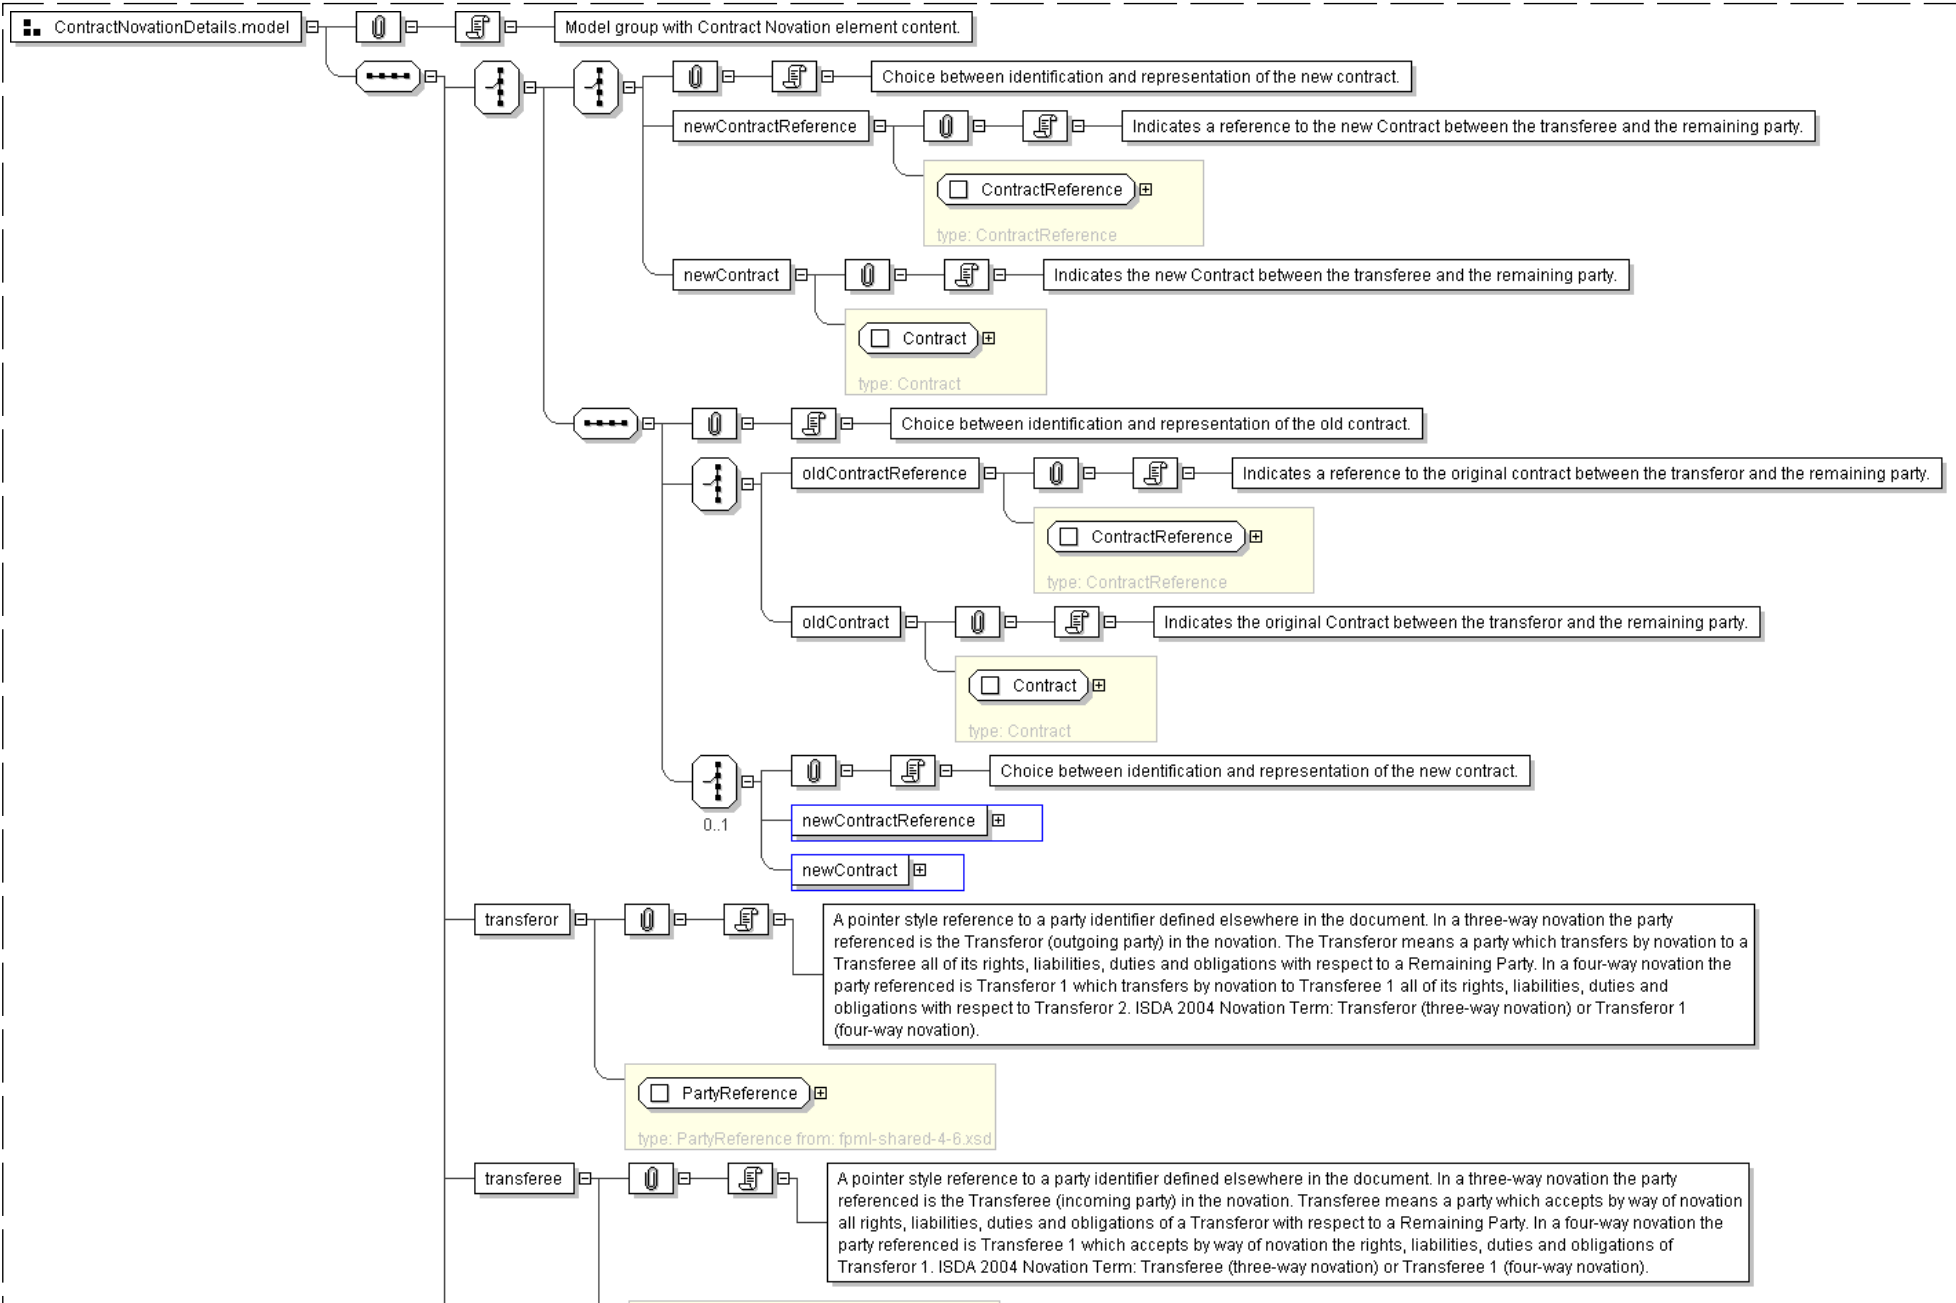 ContractNovationDetails.model
Model group with Contract Novation element content.
Choice between identification and representation of the new contract.
newContractReference
Indicates a reference to the new Contract between the transferee and the remaining party.
ContractReference
type: ContractReference
newContract
Indicates the new Contract between the transferee and the remaining party.
Contract
type: Contract
Choice between identification and representation of the old contract.
oldContractReference
Indicates a reference to the original contract between the transferor and the remaining party.
ContractReference
type: ContractReference
oldContract
Indicates the original Contract between the transferor and the remaining party.
Contract
type: Contract
Choice between identification and representation of the new contract.
0..1
newContractReference
newContract
transferor
A pointer style reference to a party identifier defined elsewhere in the document. In a three-way novation the party
referenced is the Transferor (outgoing party) in the novation. The Transferor means a party which transfers by novation to a
Transferee all of its rights, liabilities, duties and obligations with respect to a Remaining Party. In a four-way novation the
party referenced is Transferor 1 which transfers by novation to Transferee 1 all of its rights, liabilities, duties and
obligations with respect to Transferor 2. ISDA 2004 Novation Term: Transferor (three-way novation) or Transferor 1
(four-way novation).
PartyReference
type: PartyReference from: fpml-shared-4-6.xsd
transferee
A pointer style reference to a party identifier defined elsewhere in the document. In a three-way novation the party
referenced is the Transferee (incoming party) in the novation. Transferee means a party which accepts by way of novation
all rights, liabilities, duties and obligations of a Transferor with respect to a Remaining Party. In a four-way novation the
party referenced is Transferee 1 which accepts by way of novation the rights, liabilities, duties and obligations of
Transferor 1. ISDA 2004 Novation Term: Transferee (three-way novation) or Transferee 1 (four-way novation).